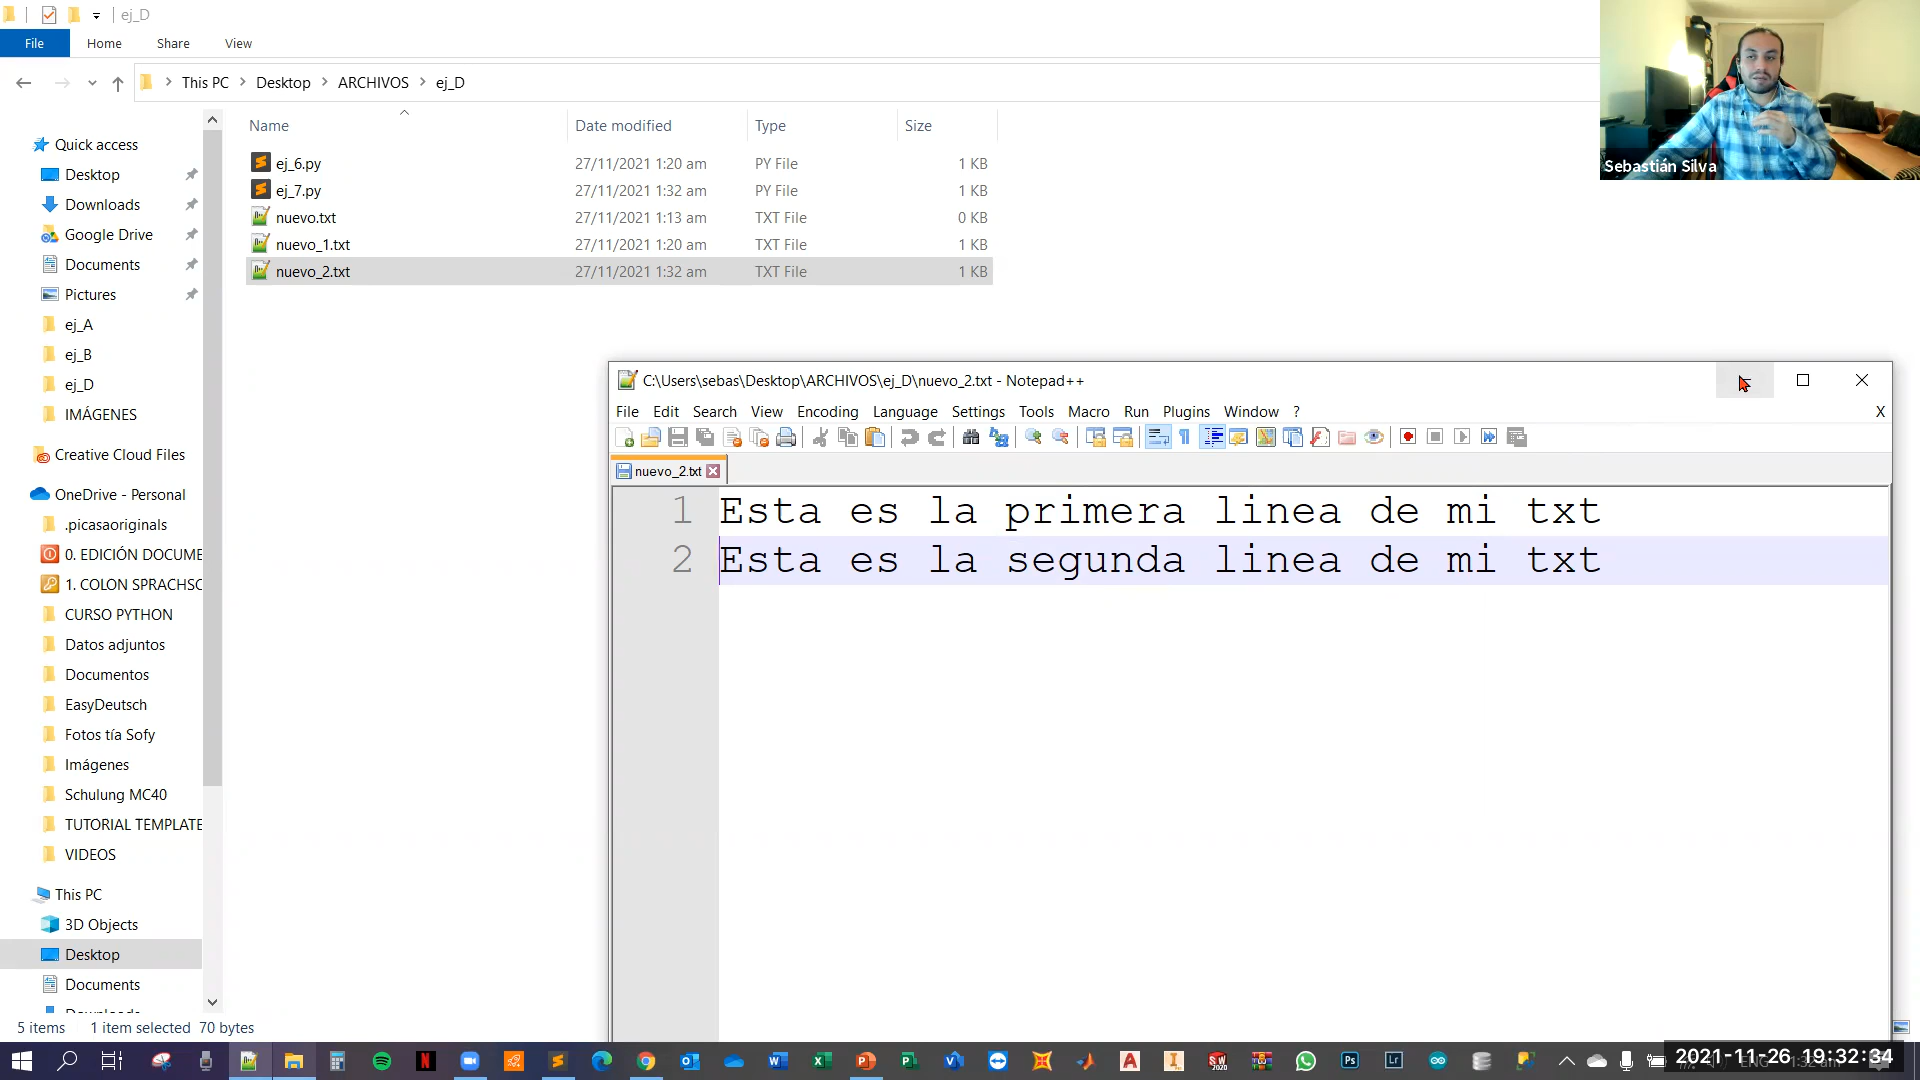 ej_D
File Home Share View
This PC Desktop ARCHIVOS ej_D
Name Date modified Type Size
ej_6.py 27/11/2021 1:20 am PY File 1 KB
ej_7.py 27/11/2021 1:32 am PY File 1 KB
nuevo.txt 27/11/2021 1:13 am TXT File 0 KB
nuevo_1.txt 27/11/2021 1:20 am TXT File 1 KB
nuevo_2.txt 27/11/2021 1:32 am TXT File 1 KB
Quick access
Desktop
Downloads
Google Drive
Documents
Pictures
ej_A
ej_B
ej_D
IMÁGENES
Creative Cloud Files
OneDrive - Personal
.picasaoriginals
0. EDICIÓN DOCUME
1. COLON SPRACHSC
CURSO PYTHON
Datos adjuntos
Documentos
EasyDeutsch
Fotos tía Sofy
Imágenes
Schulung MC40
TUTORIAL TEMPLATE
VIDEOS
This PC
3D Objects
Desktop
Documents
5 items 1 item selected 70 bytes
Sebastián Silva
C:\Users\sebas\Desktop\ARCHIVOS\ej_D\nuevo_2.txt - Notepad++
File Edit Search View Encoding Language Settings Tools Macro Run Plugins Window ? X
nuevo_2.txt
1 Esta es la primera linea de mi txt
2 Esta es la segunda linea de mi txt
2021-11-26 19:32:34